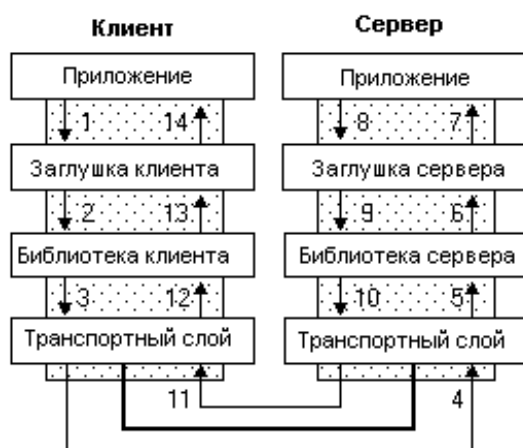 Клиент Сервер
Приложение Приложение
1 14 8 7
Заглушка клиента Заглушка сервера
2 13 9 6
Библиотека клиента Библиотека сервера
3 12 10 5
Транспортный слой Транспортный слой
11 4